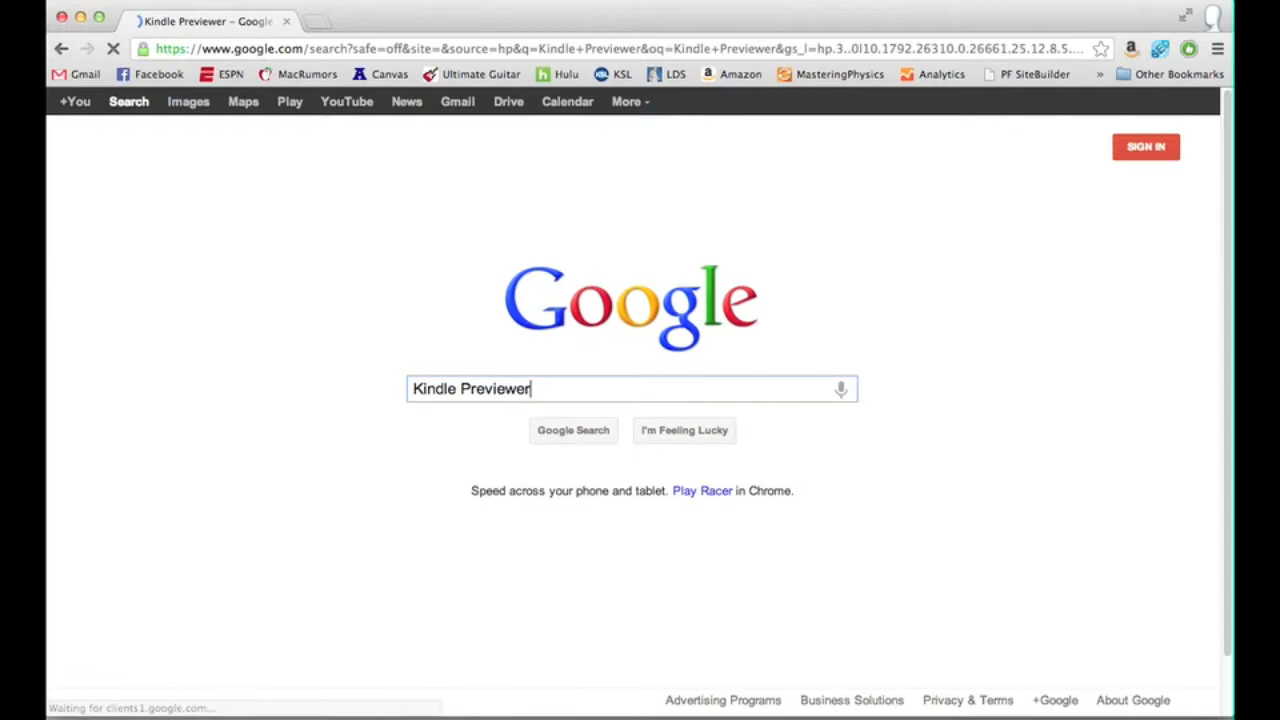 Kindle Previewer - Google
https://www.google.com/search?safe=off&site=&source=hp&q=Kindle+Previewer&oq=Kindle+Previewer&gs_l=hp.3..0l10.1792.26310.0.26661.25.12.8.5....
Gmail Facebook ESPN MacRumors Canvas Ultimate Guitar Hulu KSL LDS Amazon MasteringPhysics Analytics PF SiteBuilder » Other Bookmarks
+You Search Images Maps Play YouTube News Gmail Drive Calendar More
SIGN IN
Google
Kindle Previewer
Google Search I'm Feeling Lucky
Speed across your phone and tablet. Play Racer in Chrome.
Waiting for clients1.google.com...
Advertising Programs Business Solutions Privacy & Terms +Google About Google